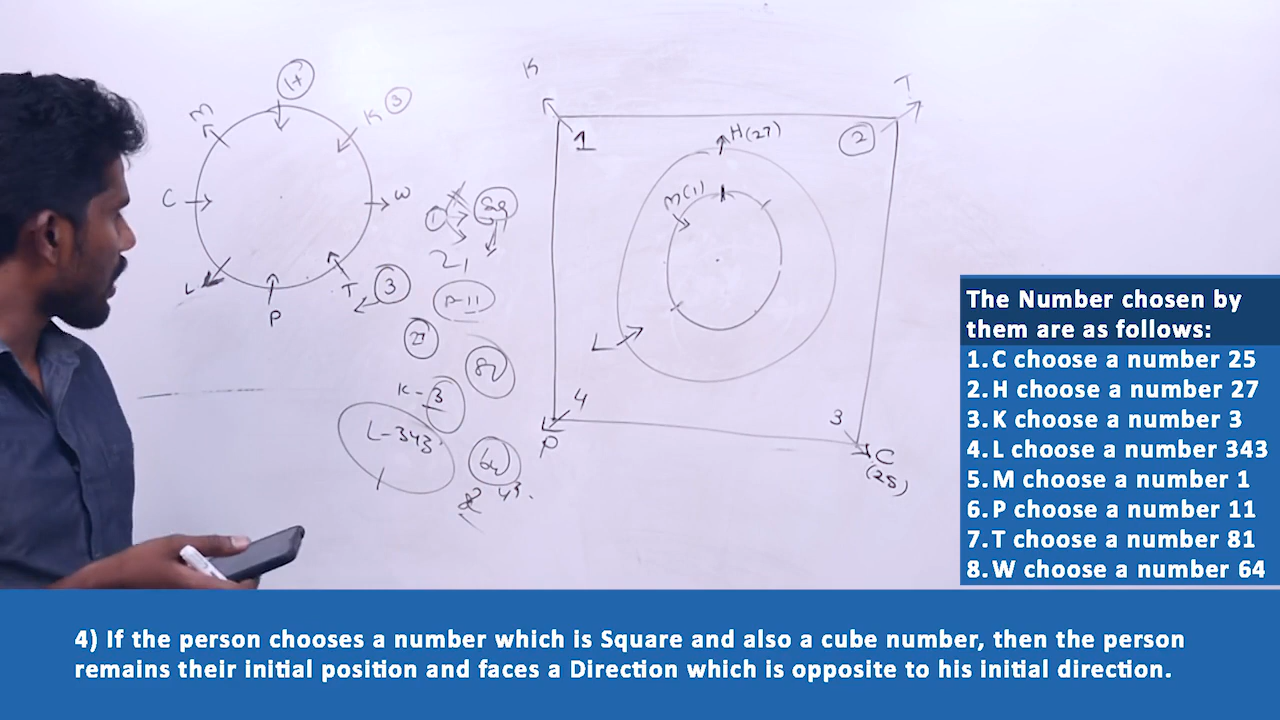 K
T
H
M
K 3
1
H(27)
2
C
W
M(1)
L
P
T 3
1
2,
P-11
27
81
K-3
L
L-343
64
4
3
P
C
(25)
The Number chosen by
them are as follows:
1.C choose a number 25
2.H choose a number 27
3.K choose a number 3
4.L choose a number 343
5.M choose a number 1
6.P choose a number 11
7.T choose a number 81
8.W choose a number 64
4) If the person chooses a number which is Square and also a cube number, then the person
remains their initial position and faces a Direction which is opposite to his initial direction.